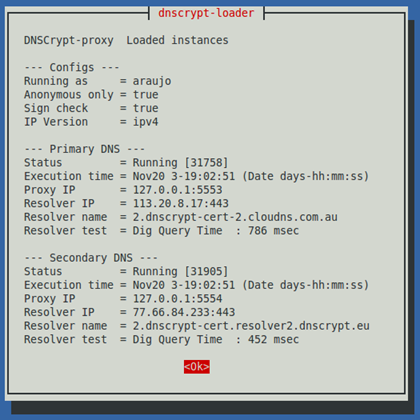 dnscrypt-loader
DNSCrypt-proxy  Loaded instances
--- Configs ---
Running as     = araujo
Anonymous only = true
Sign check     = true
IP Version     = ipv4
--- Primary DNS ---
Status         = Running [31758]
Execution time = Nov20 3-19:02:51 (Date days-hh:mm:ss)
Proxy IP       = 127.0.0.1:5553
Resolver IP    = 113.20.8.17:443
Resolver name  = 2.dnscrypt-cert-2.cloudns.com.au
Resolver test  = Dig Query Time  : 786 msec
--- Secondary DNS ---
Status         = Running [31905]
Execution time = Nov20 3-19:02:51 (Date days-hh:mm:ss)
Proxy IP       = 127.0.0.1:5554
Resolver IP    = 77.66.84.233:443
Resolver name  = 2.dnscrypt-cert.resolver2.dnscrypt.eu
Resolver test  = Dig Query Time  : 452 msec
<Ok>